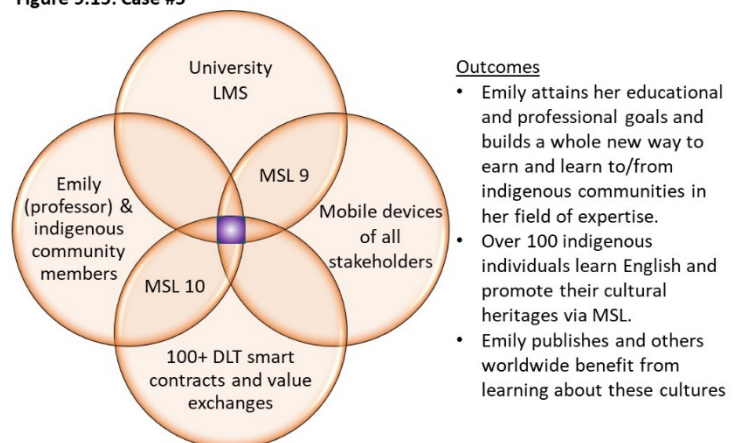 Figure 9.15: Case #3
University
LMS
MSL 9
Emily
(professor) &
indigenous
community
members
Mobile devices
of all
stakeholders
MSL 10
100+ DLT smart
contracts and value
exchanges
Outcomes
• Emily attains her educational
and professional goals and
builds a whole new way to
earn and learn to/from
indigenous communities in
her field of expertise.
• Over 100 indigenous
individuals learn English and
promote their cultural
heritages via MSL.
• Emily publishes and others
worldwide benefit from
learning about these cultures